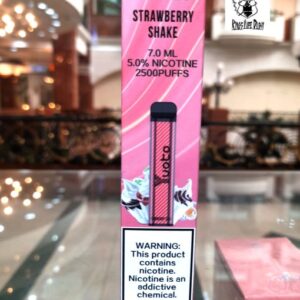 STRAWBERRY
SHAKE
7.0 ML
5.0% NICOTINE
2500PUFFS
Yuoto
WARNING:
This product
contains
nicotine.
Nicotine is an
addictive
chemical.